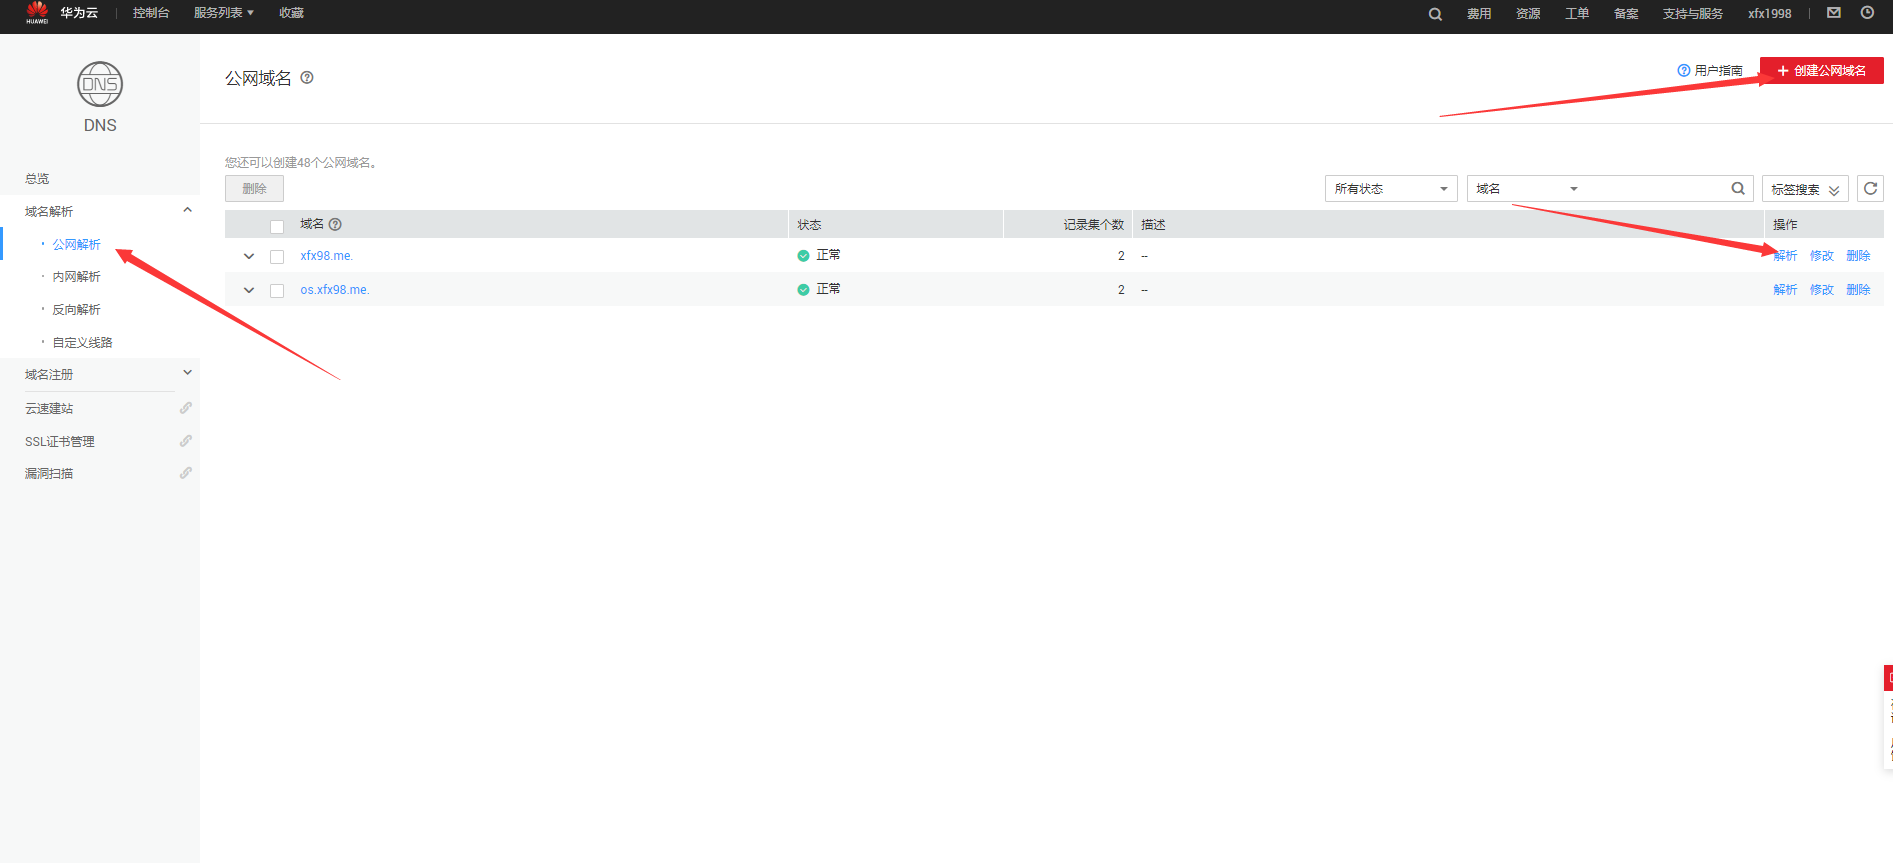 HUAWEI 华为云 控制台 服务列表 收藏 费用 资源 工单 备案 支持与服务 xfx1998
DNS
DNS
总览
域名解析
公网解析
内网解析
反向解析
自定义线路
域名注册
云速建站
SSL证书管理
漏洞扫描
公网域名
用户指南
创建公网域名
您还可以创建48个公网域名。
删除
所有状态 域名 标签搜索
域名 状态 记录集个数 描述 操作
xfx98.me. 正常 2 -- 解析 修改 删除
os.xfx98.me. 正常 2 -- 解析 修改 删除